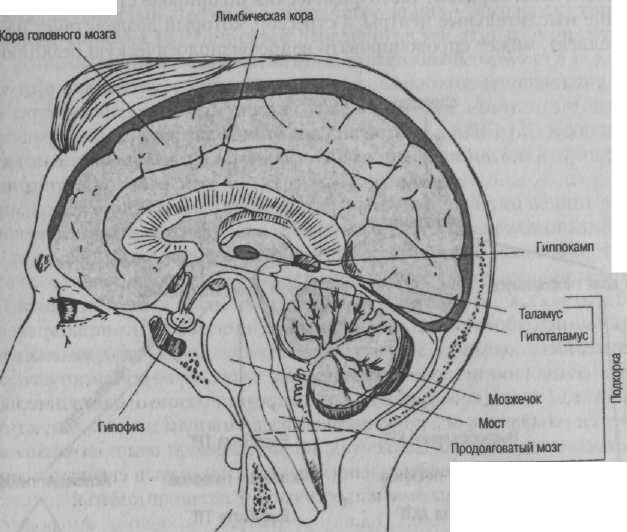 Лимбическая кора
Кора головного мозга
Гиппокамп
Таламус
Гипоталамус
Подкорка
Мозжечок
Гипофиз
Мост
Продолговатый мозг